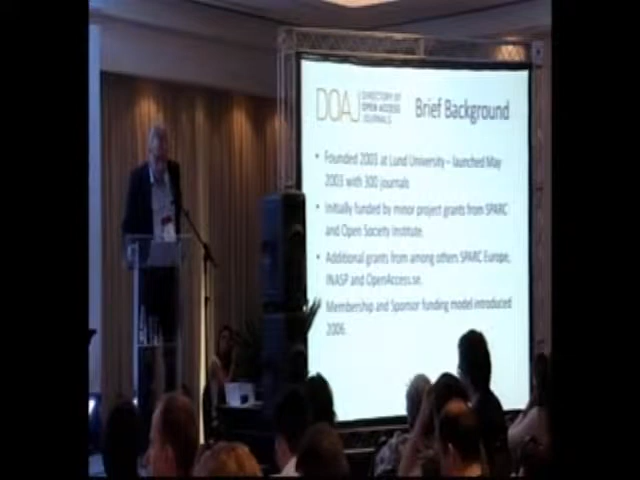 DOAJ
DIRECTORY OF
OPEN ACCESS
JOURNALS
Brief Background
• Founded 2003 at Lund University – launched May
2003 with 300 journals
• Initially funded by minor project grants from SPARC
and Open Society Institute.
• Additional grants from among others SPARC Europe,
INASP and OpenAccess.se.
• Membership and Sponsor funding model introduced
2006.